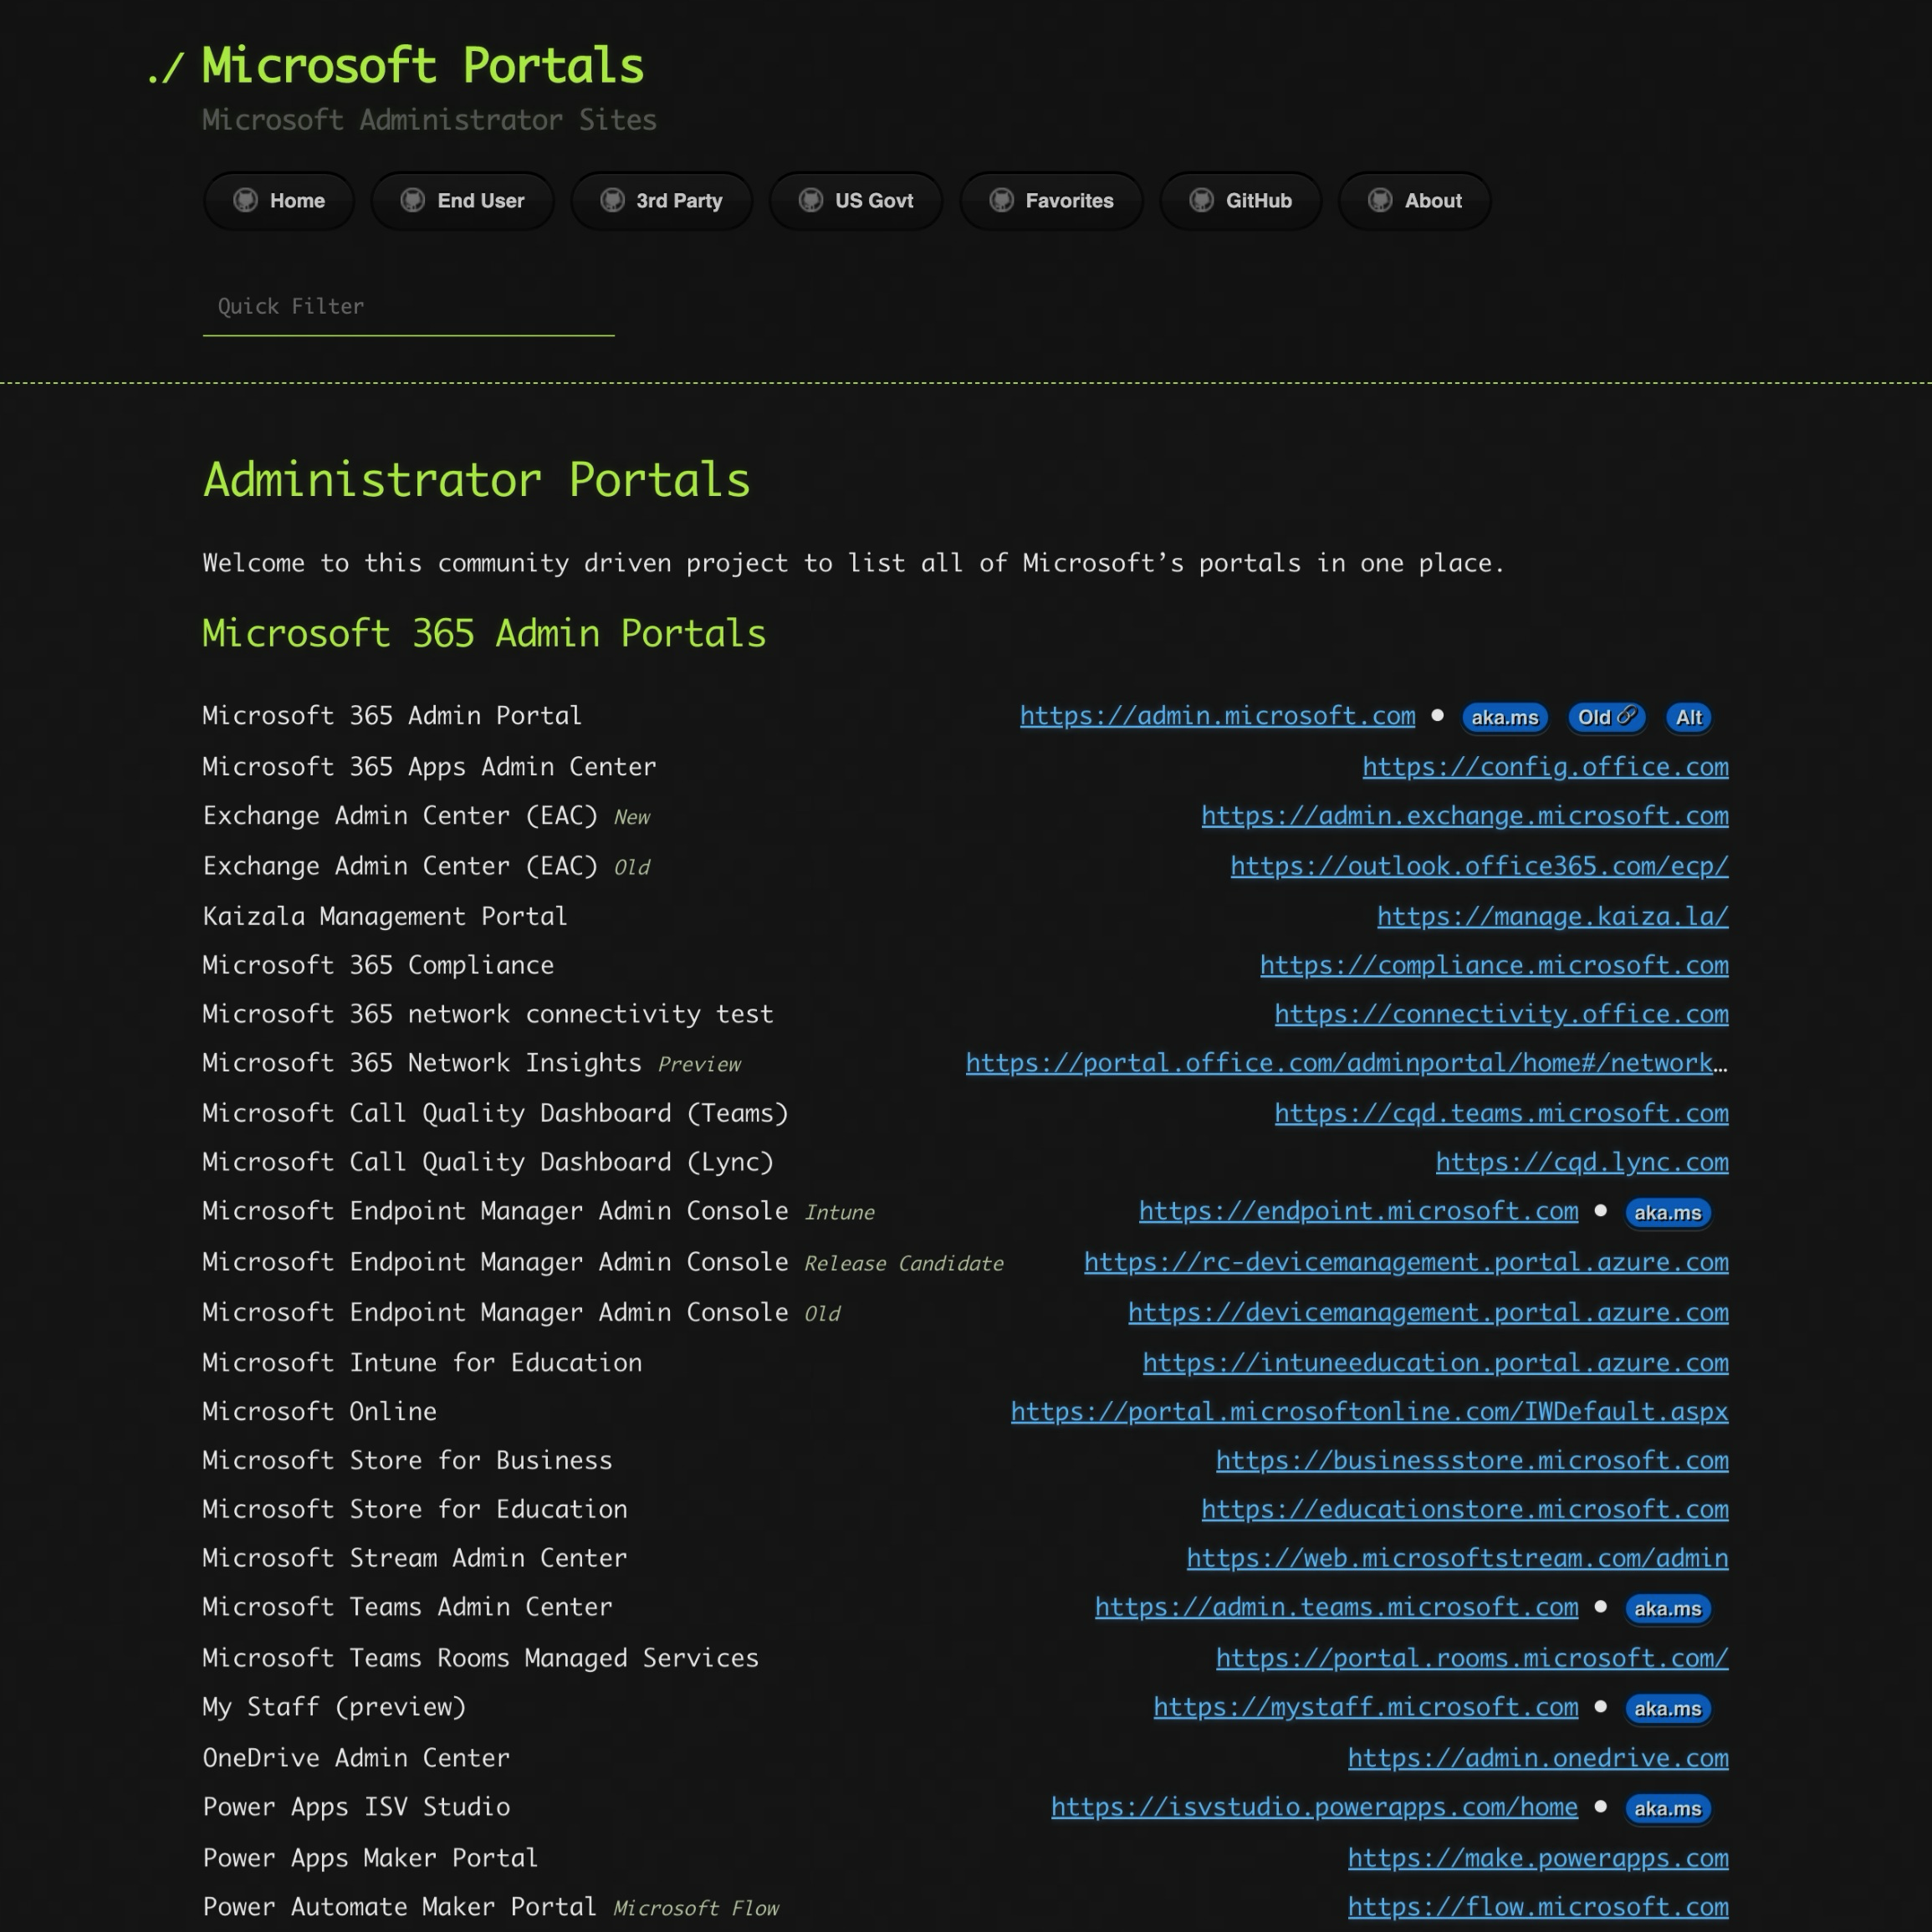 ./ Microsoft Portals
Microsoft Administrator Sites
Home End User 3rd Party US Govt Favorites GitHub About
Quick Filter
Administrator Portals
Welcome to this community driven project to list all of Microsoft’s portals in one place.
Microsoft 365 Admin Portals
Microsoft 365 Admin Portal https://admin.microsoft.com • aka.ms Old Alt
Microsoft 365 Apps Admin Center https://config.office.com
Exchange Admin Center (EAC) New https://admin.exchange.microsoft.com
Exchange Admin Center (EAC) Old https://outlook.office365.com/ecp/
Kaizala Management Portal https://manage.kaiza.la/
Microsoft 365 Compliance https://compliance.microsoft.com
Microsoft 365 network connectivity test https://connectivity.office.com
Microsoft 365 Network Insights Preview https://portal.office.com/adminportal/home#/network…
Microsoft Call Quality Dashboard (Teams) https://cqd.teams.microsoft.com
Microsoft Call Quality Dashboard (Lync) https://cqd.lync.com
Microsoft Endpoint Manager Admin Console Intune https://endpoint.microsoft.com • aka.ms
Microsoft Endpoint Manager Admin Console Release Candidate https://rc-devicemanagement.portal.azure.com
Microsoft Endpoint Manager Admin Console Old https://devicemanagement.portal.azure.com
Microsoft Intune for Education https://intuneeducation.portal.azure.com
Microsoft Online https://portal.microsoftonline.com/IWDefault.aspx
Microsoft Store for Business https://businessstore.microsoft.com
Microsoft Store for Education https://educationstore.microsoft.com
Microsoft Stream Admin Center https://web.microsoftstream.com/admin
Microsoft Teams Admin Center https://admin.teams.microsoft.com • aka.ms
Microsoft Teams Rooms Managed Services https://portal.rooms.microsoft.com/
My Staff (preview) https://mystaff.microsoft.com • aka.ms
OneDrive Admin Center https://admin.onedrive.com
Power Apps ISV Studio https://isvstudio.powerapps.com/home • aka.ms
Power Apps Maker Portal https://make.powerapps.com
Power Automate Maker Portal Microsoft Flow https://flow.microsoft.com